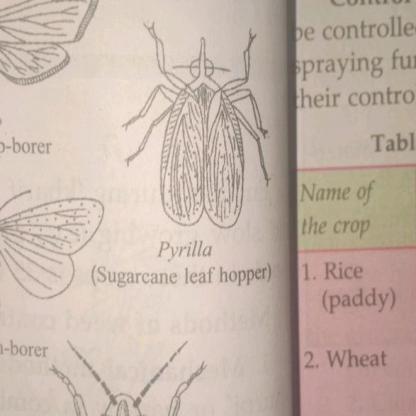 p-borer
Pyrilla
(Sugarcane leaf hopper)
-borer
be controlle
spraying fu
their contro
Tabl
Name of
the crop
1. Rice
(paddy)
2. Wheat